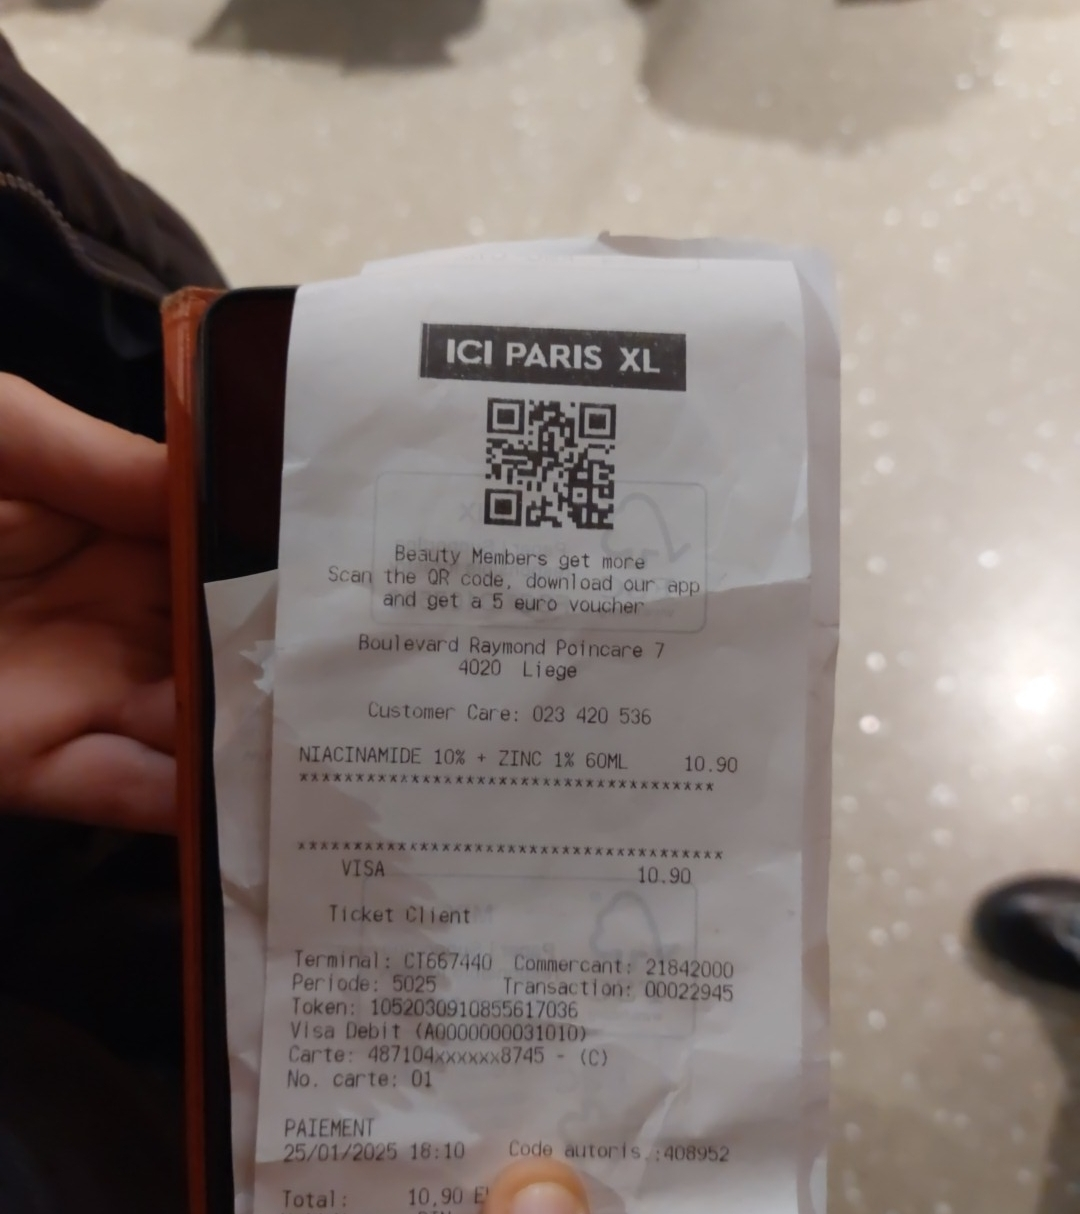 ICI PARIS XL
Beauty Members get more
Scan the QR code, download our app
and get a 5 euro voucher
Boulevard Raymond Poincare 7
4020 Liege
Customer Care: 023 420 536
NIACINAMIDE 10% + ZINC 1% 60ML 10.90
VISA 10.90
Ticket Client
Terminal: CT667440 Commercant: 21842000
Periode: 5025 Transaction: 00022945
Token: 1052030910855617036
Visa Debit (A0000000031010)
Carte: 487104xxxxxx8745 - (C)
No. carte: 01
PAIEMENT
25/01/2025 18:10 Code autoris.:408952
Total: 10,90